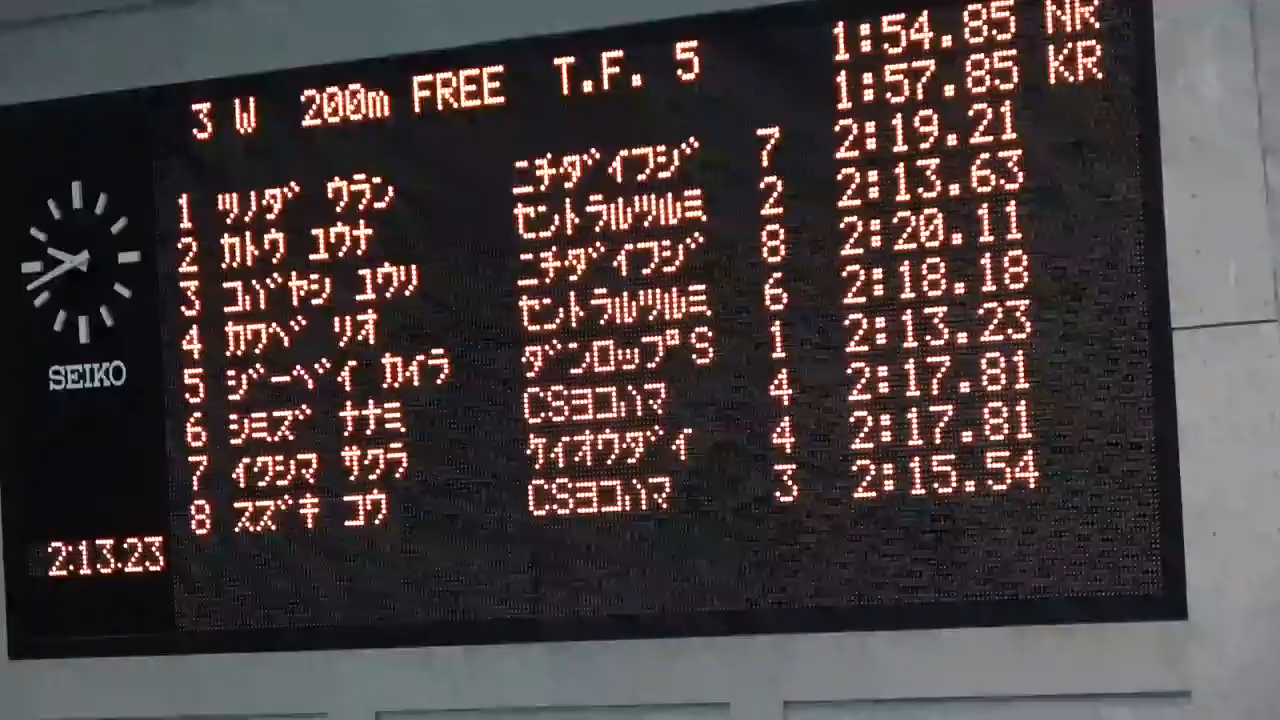 1:54.85 NR
3 W 200m FREE T.F. 5 1:57.85 KR
1 ツノダ ウラン ニチダイフジ 7 2:19.21
2 カトウ ユウナ セントラルツルミ 2 2:13.63
3 コバヤシ ユウリ ニチダイフジ 8 2:20.11
4 カワベ リオ セントラルツルミ 6 2:18.18
5 ジーベイ カイラ ダンロップS 1 2:13.23
6 シミズ ナナミ CSヨコハマ 4 2:17.81
7 イクシマ サクラ ケイオウダイ 4 2:17.81
8 スズキ コウ CSヨコハマ 3 2:15.54
SEIKO
2:13.23